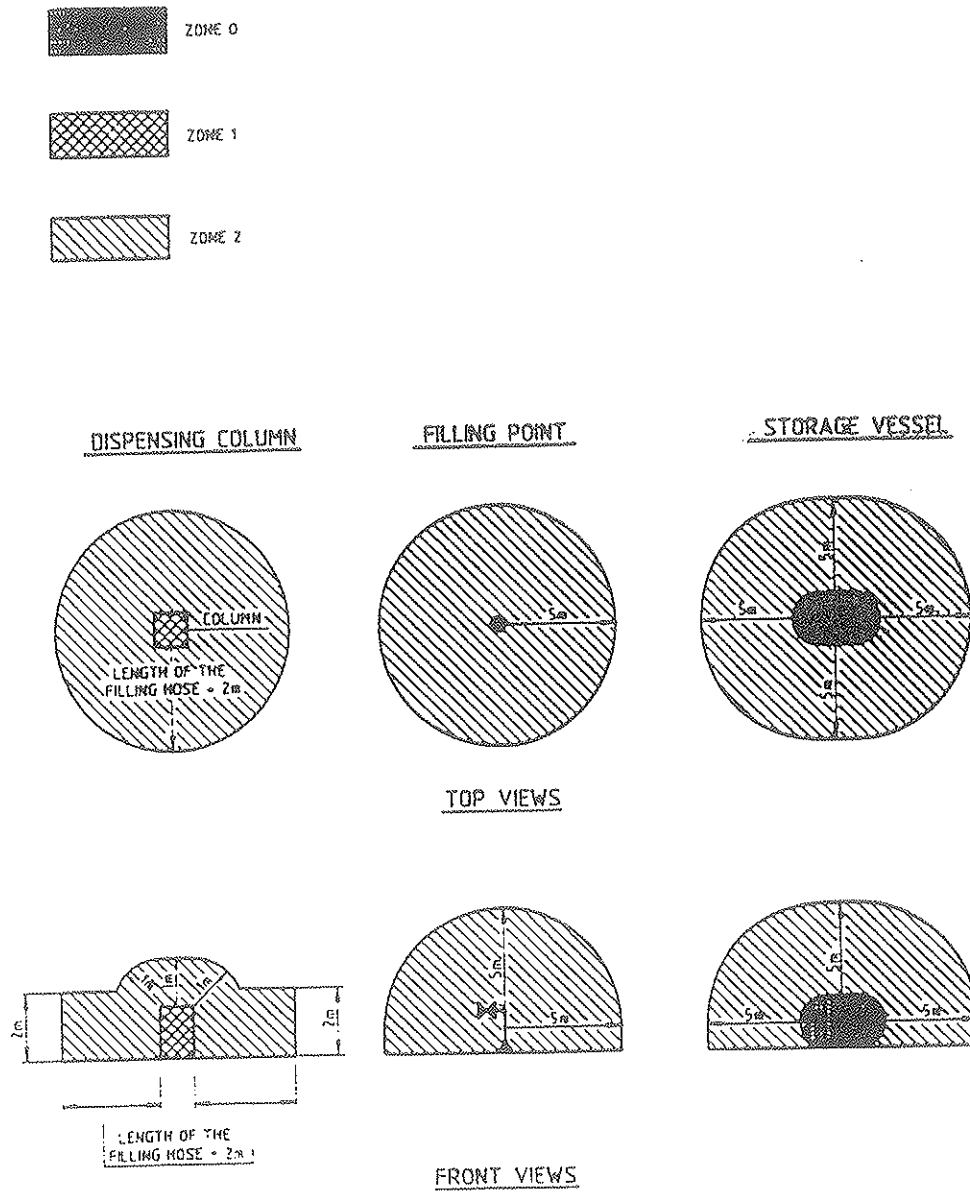 ZONE 0
ZONE 1
ZONE 2
DISPENSING COLUMN
FILLING POINT
STORAGE VESSEL
COLUMN
LENGTH OF THE
FILLING HOSE + 2m
5m
5m
5m
5m
5m
TOP VIEWS
2m
1m
1m
1m
2m
5m
5m
5m
5m
5m
LENGTH OF THE
FILLING HOSE + 2m
FRONT VIEWS